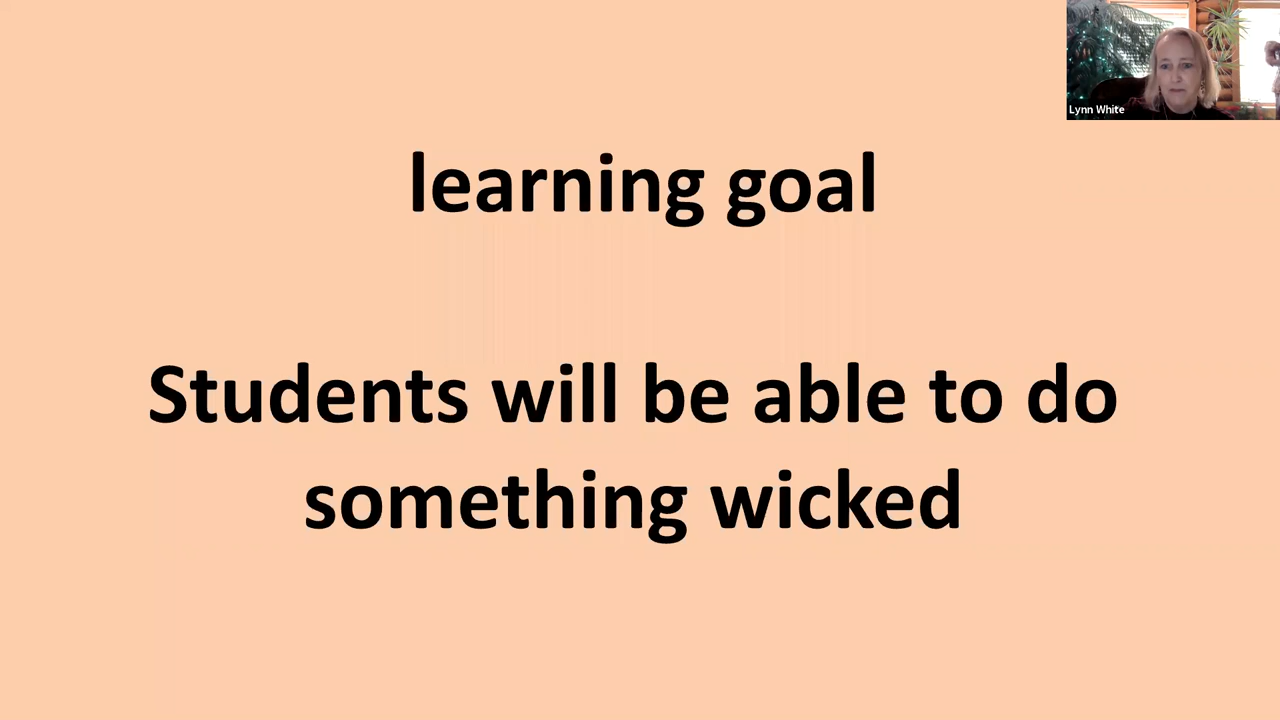 Lynn White
learning goal
Students will be able to do
something wicked